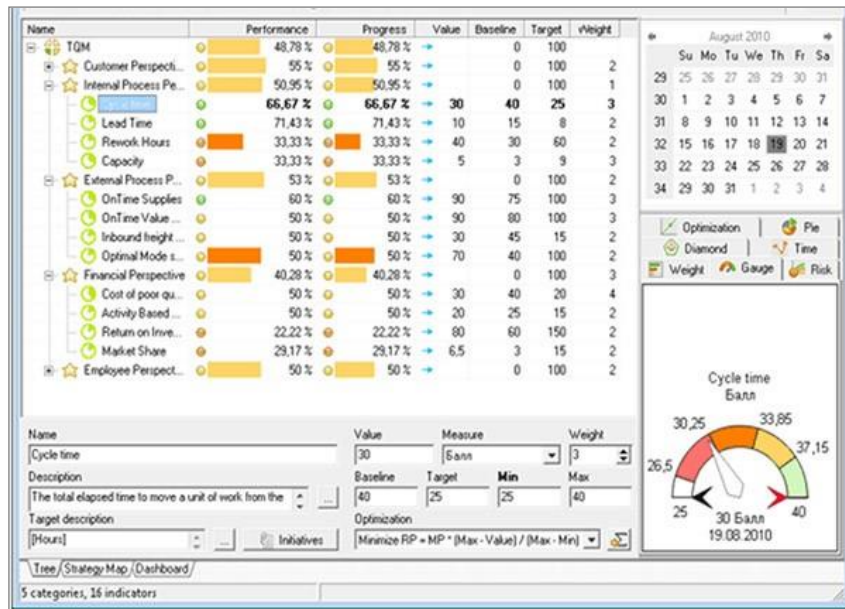 Name Performance Progress Value Baseline Target Weight
TQM 48,78 % 48,78 % 0 100
Customer Perspecti... 55 % 55 % 0 100 2
Internal Process Pe... 50,95 % 50,95 % 0 100 1
Cycle time 66,67 % 66,67 % 30 40 25 3
Lead Time 71,43 % 71,43 % 10 15 8 2
Rework Hours 33,33 % 33,33 % 40 30 60 2
Capacity 33,33 % 33,33 % 5 3 9 3
External Process P... 53 % 53 % 0 100 2
OnTime Supplies 60 % 60 % 90 75 100 3
OnTime Value ... 50 % 50 % 90 80 100 3
Inbound freight ... 50 % 50 % 30 45 15 2
Optimal Mode s... 50 % 50 % 70 40 100 2
Financial Perspective 40,28 % 40,28 % 0 100 3
Cost of poor qu... 50 % 50 % 30 40 20 4
Activity Based ... 50 % 50 % 20 25 15 2
Return on Inve... 22,22 % 22,22 % 80 60 150 2
Market Share 29,17 % 29,17 % 6,5 3 15 2
Employee Perspect... 50 % 50 % 0 100 2
August 2010
Su Mo Tu We Th Fr Sa
29 25 26 27 28 29 30 31
30 1 2 3 4 5 6 7
31 8 9 10 11 12 13 14
32 15 16 17 18 19 20 21
33 22 23 24 25 26 27 28
34 29 30 31 1 2 3 4
Optimization Pie
Diamond Time
Weight Gauge Risk
Cycle time
Балл
30,25 33,85
26,5 37,15
25 40
30 Балл
19.08.2010
Name Value Measure Weight
Cycle time 30 Балл 3
Description Baseline Target Min Max
The total elapsed time to move a unit of work from the ... 40 25 25 40
Target description Optimization
[Hours] ... Initiatives Minimize RP = MP * (Max - Value) / (Max - Min)
Tree Strategy Map Dashboard
5 categories, 16 indicators